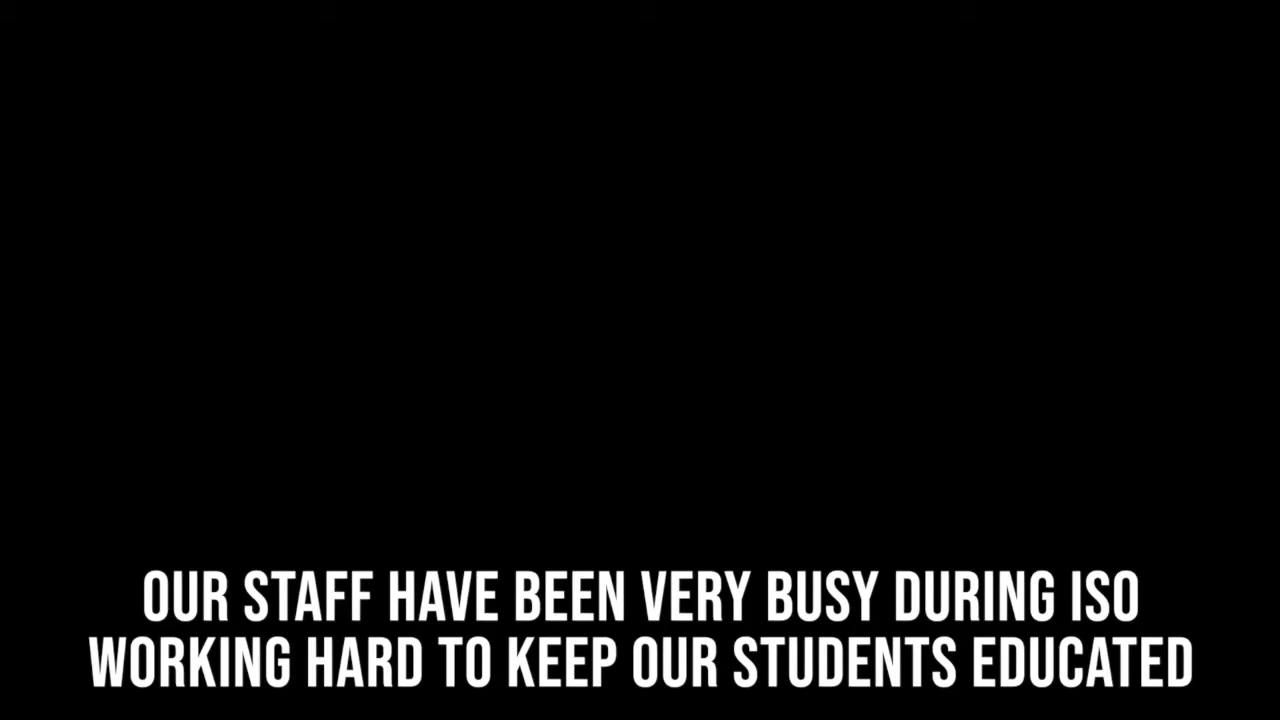 OUR STAFF HAVE BEEN VERY BUSY DURING ISO
WORKING HARD TO KEEP OUR STUDENTS EDUCATED